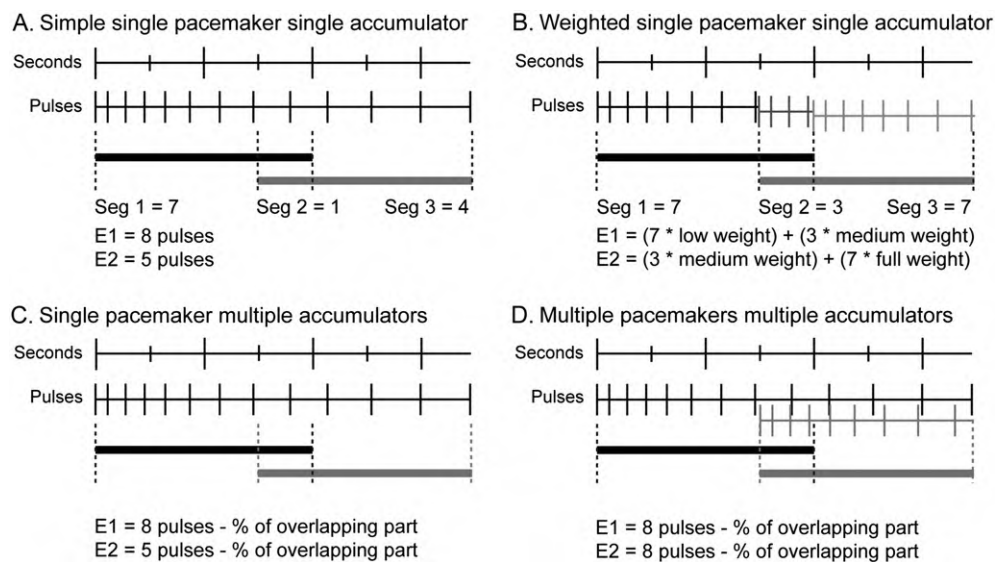 A. Simple single pacemaker single accumulator
Seconds
Pulses
Seg 1 = 7 Seg 2 = 1 Seg 3 = 4
E1 = 8 pulses
E2 = 5 pulses
B. Weighted single pacemaker single accumulator
Seconds
Pulses
Seg 1 = 7 Seg 2 = 3 Seg 3 = 7
E1 = (7 * low weight) + (3 * medium weight)
E2 = (3 * medium weight) + (7 * full weight)
C. Single pacemaker multiple accumulators
Seconds
Pulses
E1 = 8 pulses - % of overlapping part
E2 = 5 pulses - % of overlapping part
D. Multiple pacemakers multiple accumulators
Seconds
Pulses
E1 = 8 pulses - % of overlapping part
E2 = 8 pulses - % of overlapping part